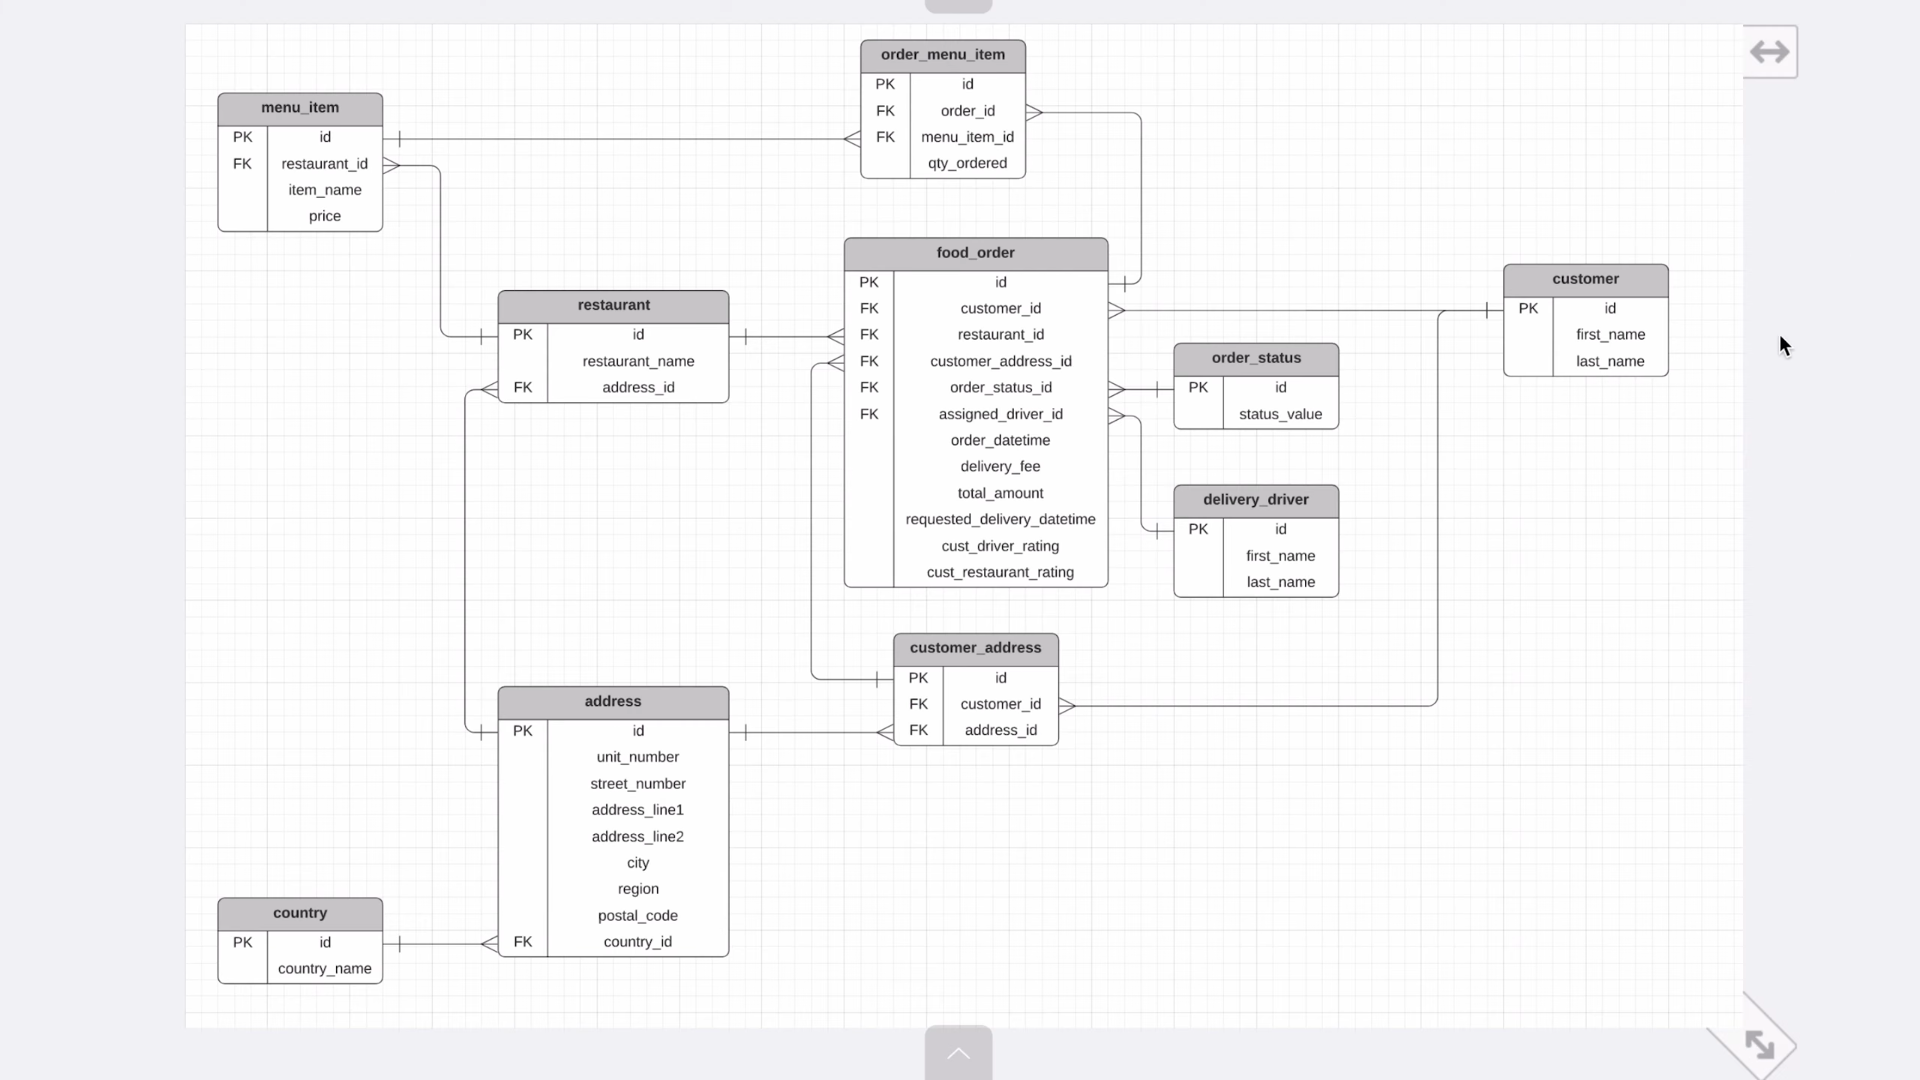 order_menu_item
PK id
FK order_id
FK menu_item_id
qty_ordered
menu_item
PK id
FK restaurant_id
item_name
price
food_order
PK id
FK customer_id
FK restaurant_id
FK customer_address_id
FK order_status_id
FK assigned_driver_id
order_datetime
delivery_fee
total_amount
requested_delivery_datetime
cust_driver_rating
cust_restaurant_rating
customer
PK id
first_name
last_name
restaurant
PK id
restaurant_name
FK address_id
order_status
PK id
status_value
delivery_driver
PK id
first_name
last_name
customer_address
PK id
FK customer_id
FK address_id
address
PK id
unit_number
street_number
address_line1
address_line2
city
region
postal_code
FK country_id
country
PK id
country_name